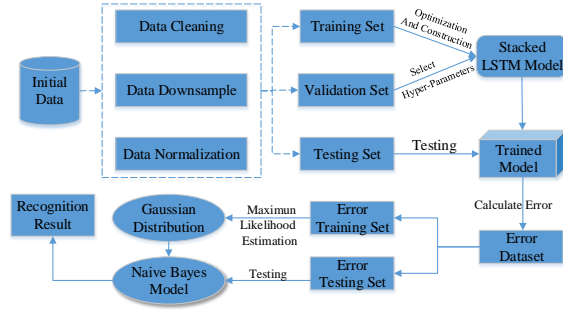 Initial
Data
Data Cleaning
Data Downsample
Data Normalization
Training Set
Validation Set
Testing Set
Optimization
And Construction
Select
Hyper-Parameters
Testing
Stacked
LSTM Model
Trained
Model
Calculate Error
Error
Dataset
Error
Training Set
Error
Testing Set
Maximun
Likelihood
Estimation
Testing
Gaussian
Distribution
Naive Bayes
Model
Recognition
Result